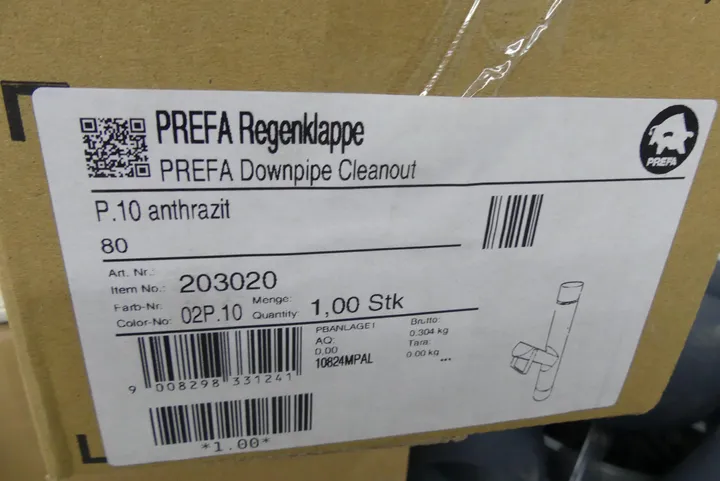 PREFA Regenklappe
PREFA Downpipe Cleanout
PREFA
P.10 anthrazit
80
Art. Nr.:
Item No.: 203020
Farb-Nr. Menge:
Color-No: 02P.10 Quantity: 1,00 Stk
PBANLAGE1 Brutto:
AQ: 0.304 kg
0,00 Tara:
10824MPAL 0.00 kg ...
9 008298 331241
*1.00*